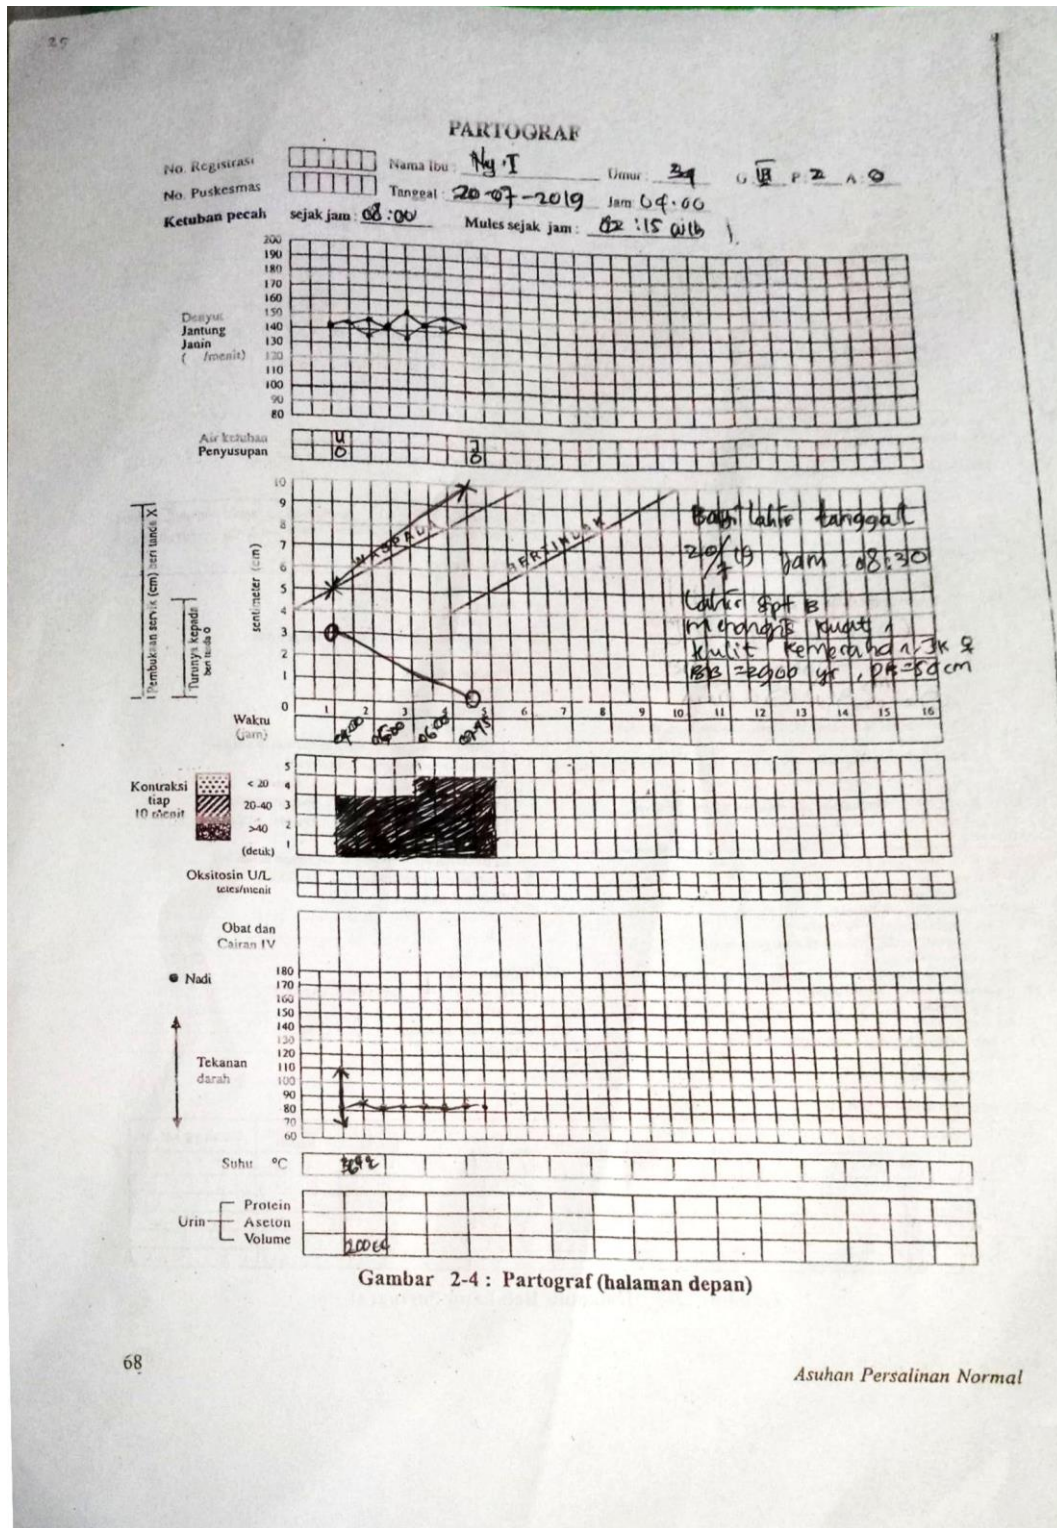 25
PARTOGRAF
No. Registrasi Nama Ibu : Ny. I Umur : G III P. 2 A. 0
No. Puskesmas Tanggal : 20-07-2019 Jam 04.00
Ketuban pecah sejak jam : 08:00 Mules sejak jam : 02 :15 wib
200
190
180
170
160
150
140
130
120
110
100
90
80
Denyut
Jantung
Janin
( /menit)
Air ketuban U J
Penyusupan 0 0
Pembukaan servik (cm) beri tanda X
Turunya kepada
beri tanda O
sentimeter (cm)
10
9
8
7
6
5
4
3
2
1
0
WASPADA
BERTINDAK
Bayi lahir tanggal
20/7 19 jam 08:30
Lahir Spt B
Menangis kuat,
kulit kemerahan, JK ♀
BB = 2900 gr, PB = 50 cm
Waktu
(jam)
1 2 3 4 5 6 7 8 9 10 11 12 13 14 15 16
04.00 05.00 06.00 07.45
Kontraksi
tiap
10 menit
< 20
20-40
>40
(detik)
5
4
3
2
1
Oksitosin U/L
tetes/menit
Obat dan
Cairan IV
Nadi
Tekanan
darah
180
170
160
150
140
130
120
110
100
90
80
70
60
Suhu °C
Urin
Protein
Aseton
Volume 200 cc
Gambar 2-4 : Partograf (halaman depan)
68
Asuhan Persalinan Normal